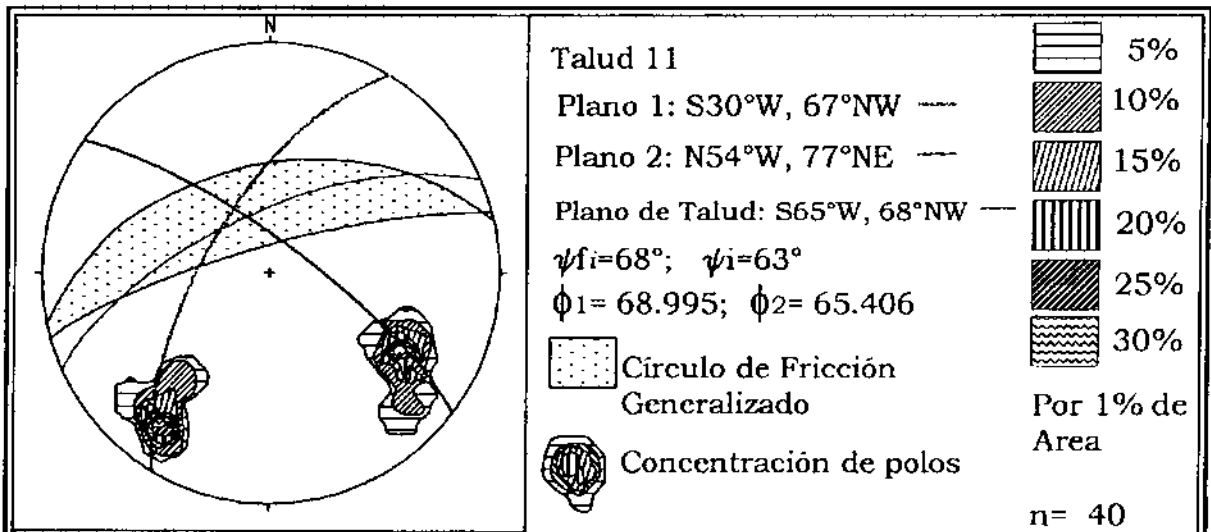 N
Talud 11
Plano 1: S30°W, 67°NW
Plano 2: N54°W, 77°NE
Plano de Talud: S65°W, 68°NW
ψfi=68°; ψi=63°
ϕ1= 68.995; ϕ2= 65.406
Círculo de Fricción
Generalizado
Concentración de polos
5%
10%
15%
20%
25%
30%
Por 1% de
Area
n= 40